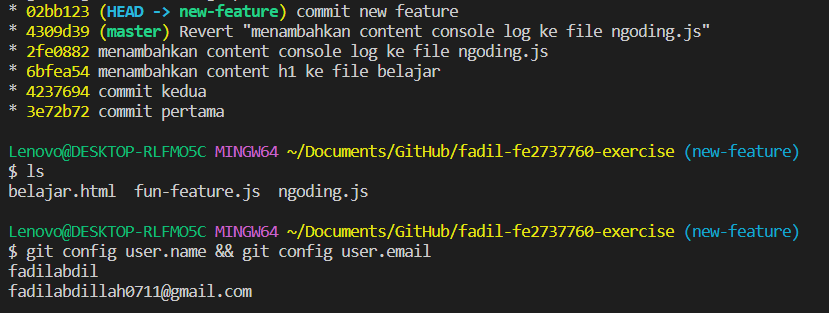 * 02bb123 (HEAD -> new-feature) commit new feature
* 4309d39 (master) Revert "menambahkan content console log ke file ngoding.js"
* 2fe0882 menambahkan content console log ke file ngoding.js
* 6bfea54 menambahkan content h1 ke file belajar
* 4237694 commit kedua
* 3e72b72 commit pertama
Lenovo@DESKTOP-RLFMO5C MINGW64 ~/Documents/GitHub/fadil-fe2737760-exercise (new-feature)
$ ls
belajar.html  fun-feature.js  ngoding.js
Lenovo@DESKTOP-RLFMO5C MINGW64 ~/Documents/GitHub/fadil-fe2737760-exercise (new-feature)
$ git config user.name && git config user.email
fadilabdil
fadilabdillah0711@gmail.com